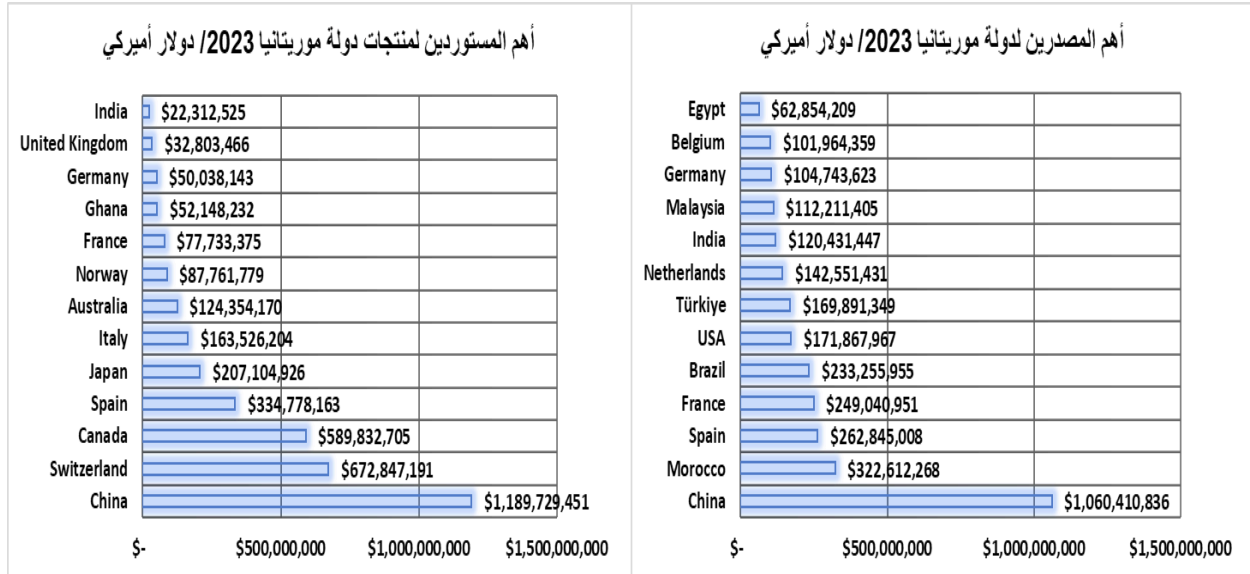 أهم المستوردين لمنتجات دولة موريتانيا 2023/ دولار أميركي
India $22,312,525
United Kingdom $32,803,466
Germany $50,038,143
Ghana $52,148,232
France $77,733,375
Norway $87,761,779
Australia $124,354,170
Italy $163,526,204
Japan $207,104,926
Spain $334,778,163
Canada $589,832,705
Switzerland $672,847,191
China $1,189,729,451
$- $500,000,000 $1,000,000,000 $1,500,000,000
أهم المصدرين لدولة موريتانيا 2023/ دولار أميركي
Egypt $62,854,209
Belgium $101,964,359
Germany $104,743,623
Malaysia $112,211,405
India $120,431,447
Netherlands $142,551,431
Türkiye $169,891,349
USA $171,867,967
Brazil $233,255,955
France $249,040,951
Spain $262,845,008
Morocco $322,612,268
China $1,060,410,836
$- $500,000,000 $1,000,000,000 $1,500,000,000